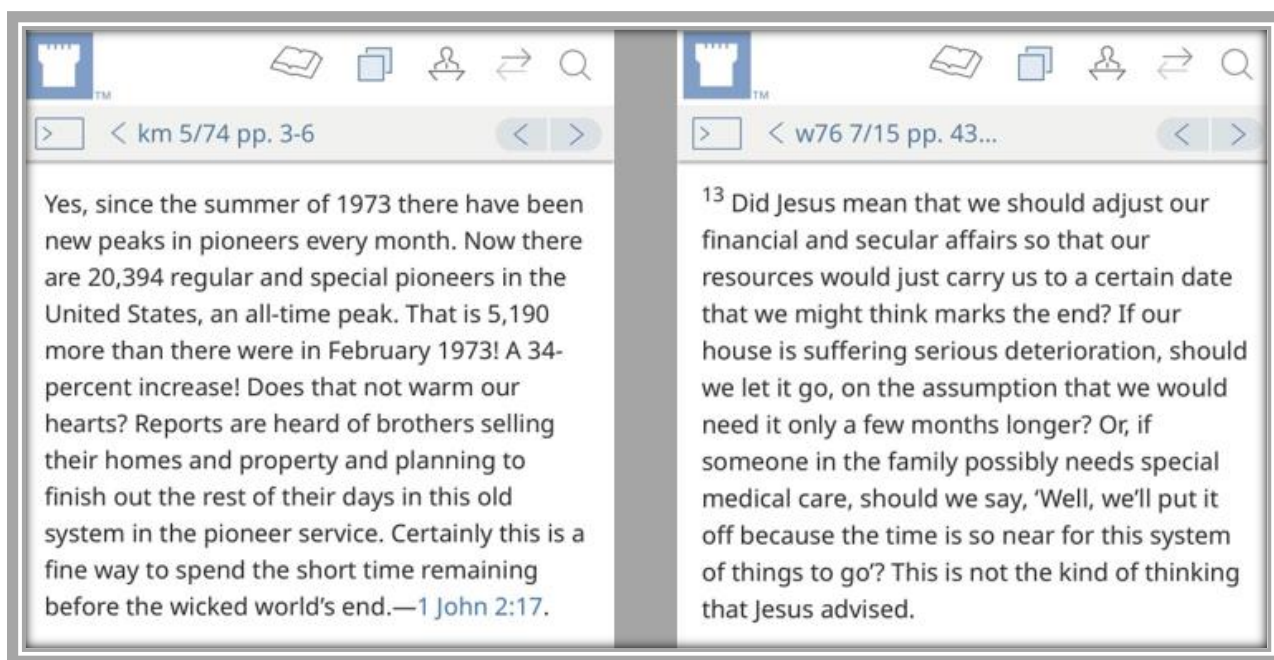 TM
> < km 5/74 pp. 3-6 < >
Yes, since the summer of 1973 there have been
new peaks in pioneers every month. Now there
are 20,394 regular and special pioneers in the
United States, an all-time peak. That is 5,190
more than there were in February 1973! A 34-
percent increase! Does that not warm our
hearts? Reports are heard of brothers selling
their homes and property and planning to
finish out the rest of their days in this old
system in the pioneer service. Certainly this is a
fine way to spend the short time remaining
before the wicked world’s end.—1 John 2:17.
TM
> < w76 7/15 pp. 43... < >
13 Did Jesus mean that we should adjust our
financial and secular affairs so that our
resources would just carry us to a certain date
that we might think marks the end? If our
house is suffering serious deterioration, should
we let it go, on the assumption that we would
need it only a few months longer? Or, if
someone in the family possibly needs special
medical care, should we say, ‘Well, we’ll put it
off because the time is so near for this system
of things to go’? This is not the kind of thinking
that Jesus advised.